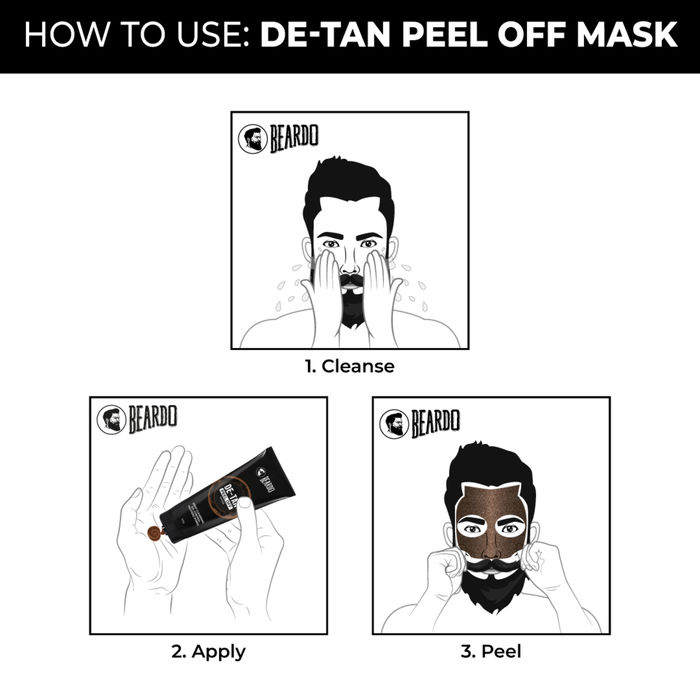 HOW TO USE: DE-TAN PEEL OFF MASK
BEARDO
1. Cleanse
BEARDO
BEARDO
DE-TAN
2. Apply
BEARDO
3. Peel